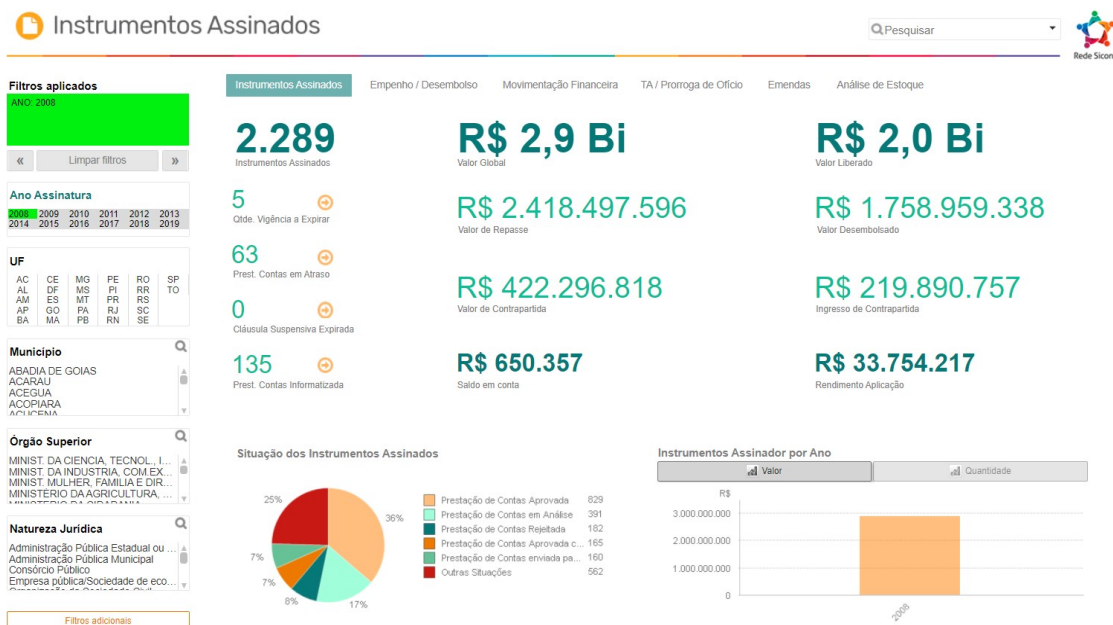 Instrumentos Assinados
Pesquisar
Rede Sicon
Filtros aplicados
ANO: 2008
« Limpar filtros »
Ano Assinatura
2008 2009 2010 2011 2012 2013
2014 2015 2016 2017 2018 2019
UF
AC CE MG PE RO SP
AL DF MS PI RR TO
AM ES MT PR RS
AP GO PA RJ SC
BA MA PB RN SE
Município
ABADIA DE GOIAS
ACARAU
ACEGUA
ACOPIARA
ACUCENA
Órgão Superior
MINIST. DA CIENCIA, TECNOL., I...
MINIST. DA INDUSTRIA, COM.EX...
MINIST. MULHER, FAMILIA E DIR...
MINISTÉRIO DA AGRICULTURA, ...
MINISTERIO DA CIDADANIA
Natureza Jurídica
Administração Pública Estadual ou ...
Administração Pública Municipal
Consórcio Público
Empresa pública/Sociedade de eco...
Organização da Sociedade Civil
Filtros adicionais
Instrumentos Assinados Empenho / Desembolso Movimentação Financeira TA / Prorroga de Ofício Emendas Análise de Estoque
2.289
Instrumentos Assinados
R$ 2,9 Bi
Valor Global
R$ 2,0 Bi
Valor Liberado
5
Qtde. Vigência a Expirar
R$ 2.418.497.596
Valor de Repasse
R$ 1.758.959.338
Valor Desembolsado
63
Prest. Contas em Atraso
R$ 422.296.818
Valor de Contrapartida
R$ 219.890.757
Ingresso de Contrapartida
0
Cláusula Suspensiva Expirada
135
Prest. Contas Informatizada
R$ 650.357
Saldo em conta
R$ 33.754.217
Rendimento Aplicação
Situação dos Instrumentos Assinados
25%
36%
7%
7%
8%
17%
Prestação de Contas Aprovada 829
Prestação de Contas em Análise 391
Prestação de Contas Rejeitada 182
Prestação de Contas Aprovada c... 165
Prestação de Contas enviada pa... 160
Outras Situações 562
Instrumentos Assinador por Ano
Valor Quantidade
R$
3.000.000.000
2.000.000.000
1.000.000.000
0
2008